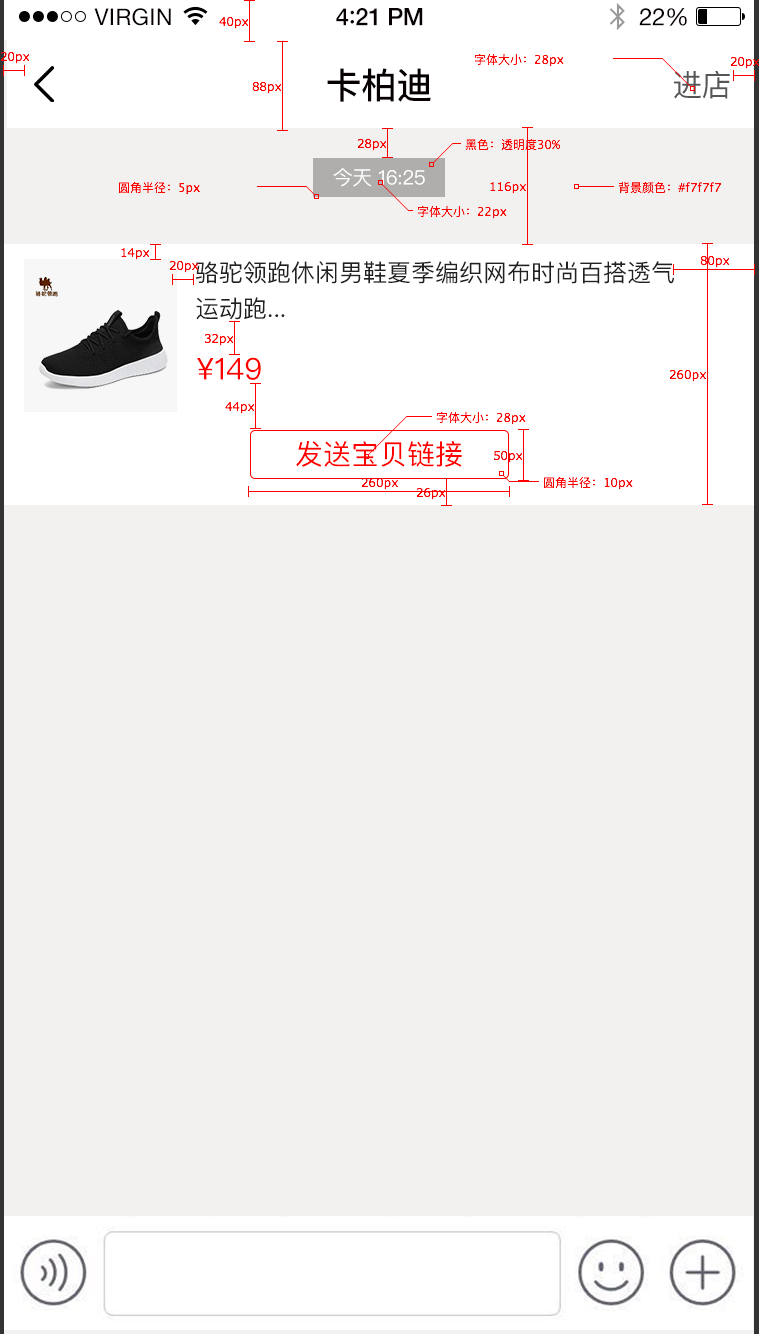 VIRGIN
4:21 PM
22%
40px
20px
字体大小：28px
20px
88px
卡柏迪
进店
28px
黑色：透明度30%
今天 16:25
圆角半径：5px
116px
背景颜色：#f7f7f7
字体大小：22px
14px
20px
80px
骆驼领跑
骆驼领跑休闲男鞋夏季编织网布时尚百搭透气
运动跑...
32px
¥149
260px
44px
字体大小：28px
发送宝贝链接
50px
260px
26px
圆角半径：10px